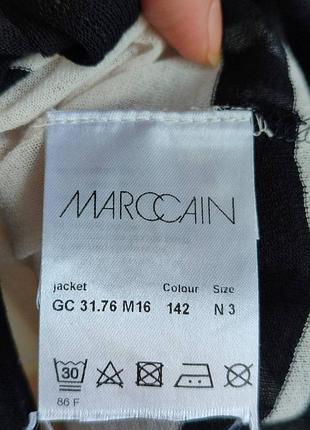 MARCCAIN
jacket Colour Size
GC 31.76 M16 142 N 3
30
86 F